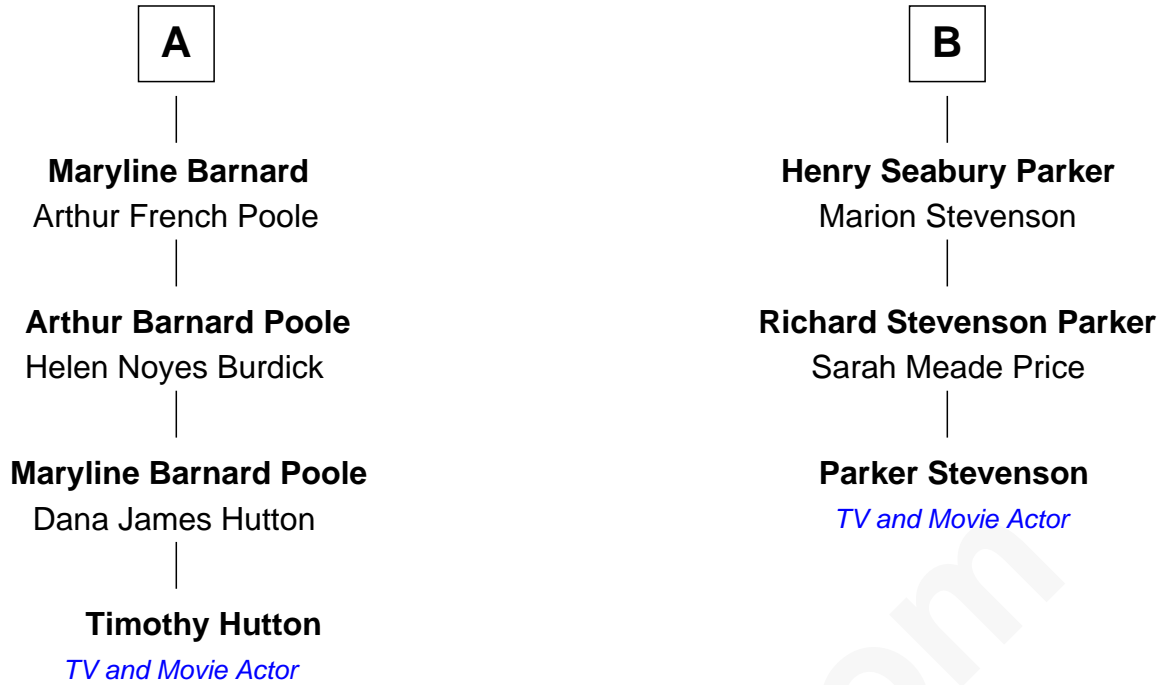 A
Maryline Barnard
Arthur French Poole
Arthur Barnard Poole
Helen Noyes Burdick
Maryline Barnard Poole
Dana James Hutton
Timothy Hutton
TV and Movie Actor
B
Henry Seabury Parker
Marion Stevenson
Richard Stevenson Parker
Sarah Meade Price
Parker Stevenson
TV and Movie Actor
om